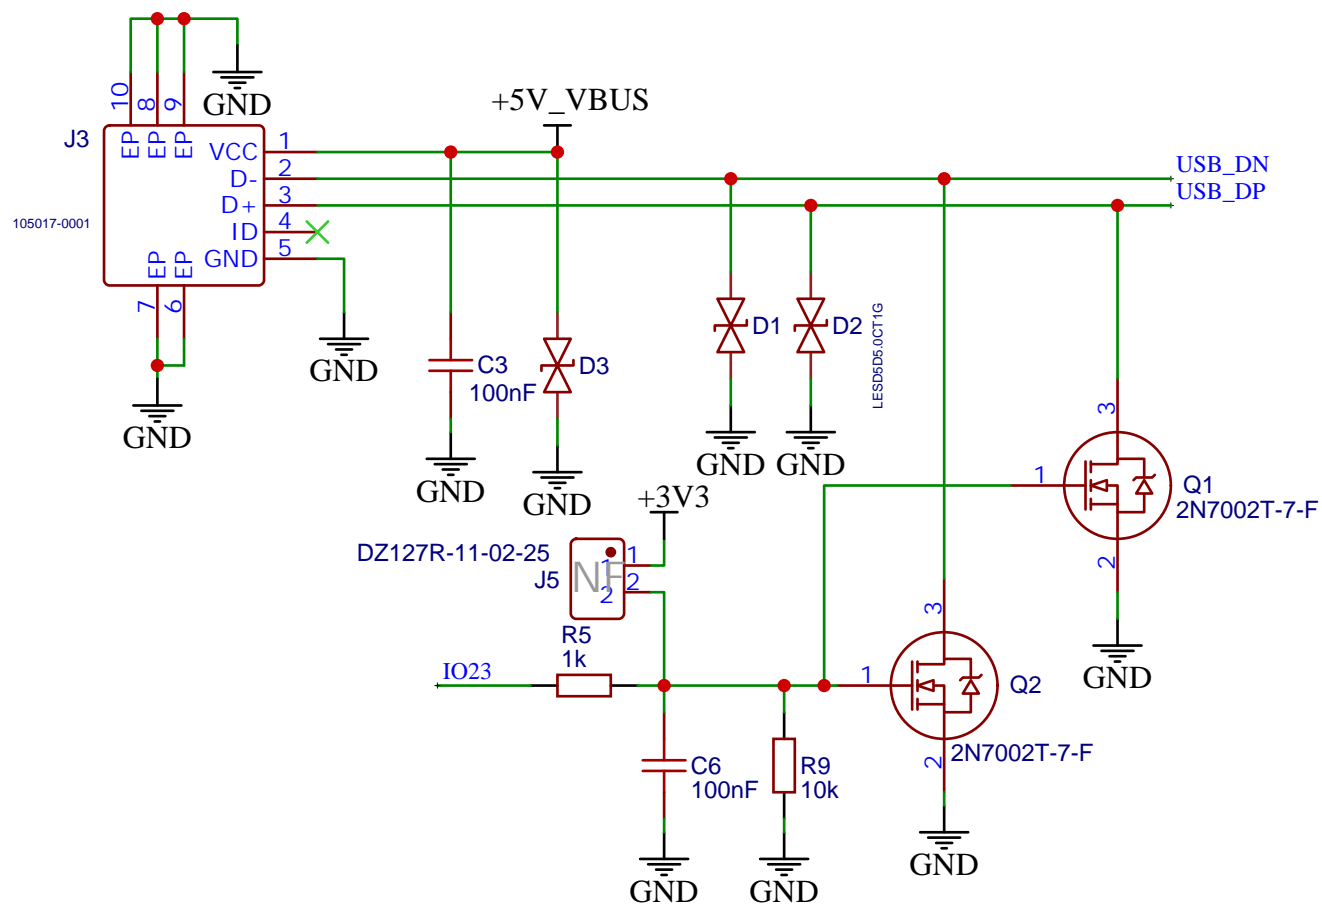 10
8
9
GND
+5V_VBUS
J3
EP
EP
EP
VCC
1
D-
2
D+
3
ID
4
GND
5
105017-0001
EP
EP
7
6
GND
GND
USB_DN
USB_DP
C3
100nF
D3
D1
D2
LESD5D5.0CT1G
GND
GND
GND
GND
3
1
Q1
2N7002T-7-F
2
GND
+3V3
DZ127R-11-02-25
J5
NF
1
2
1
2
R5
1k
IO23
3
1
Q2
2N7002T-7-F
2
GND
C6
100nF
R9
10k
GND
GND